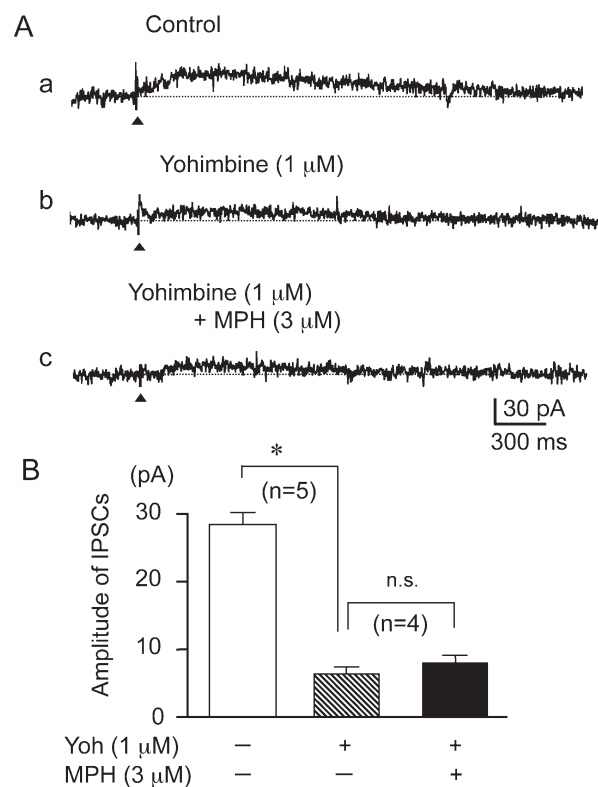 A
Control
a
Yohimbine (1 μM)
b
Yohimbine (1 μM)
+ MPH (3 μM)
c
30 pA
300 ms
B
(pA)
*
(n=5)
30
20
10
0
Amplitude of IPSCs
n.s.
(n=4)
Yoh (1 μM) – + +
MPH (3 μM) – – +